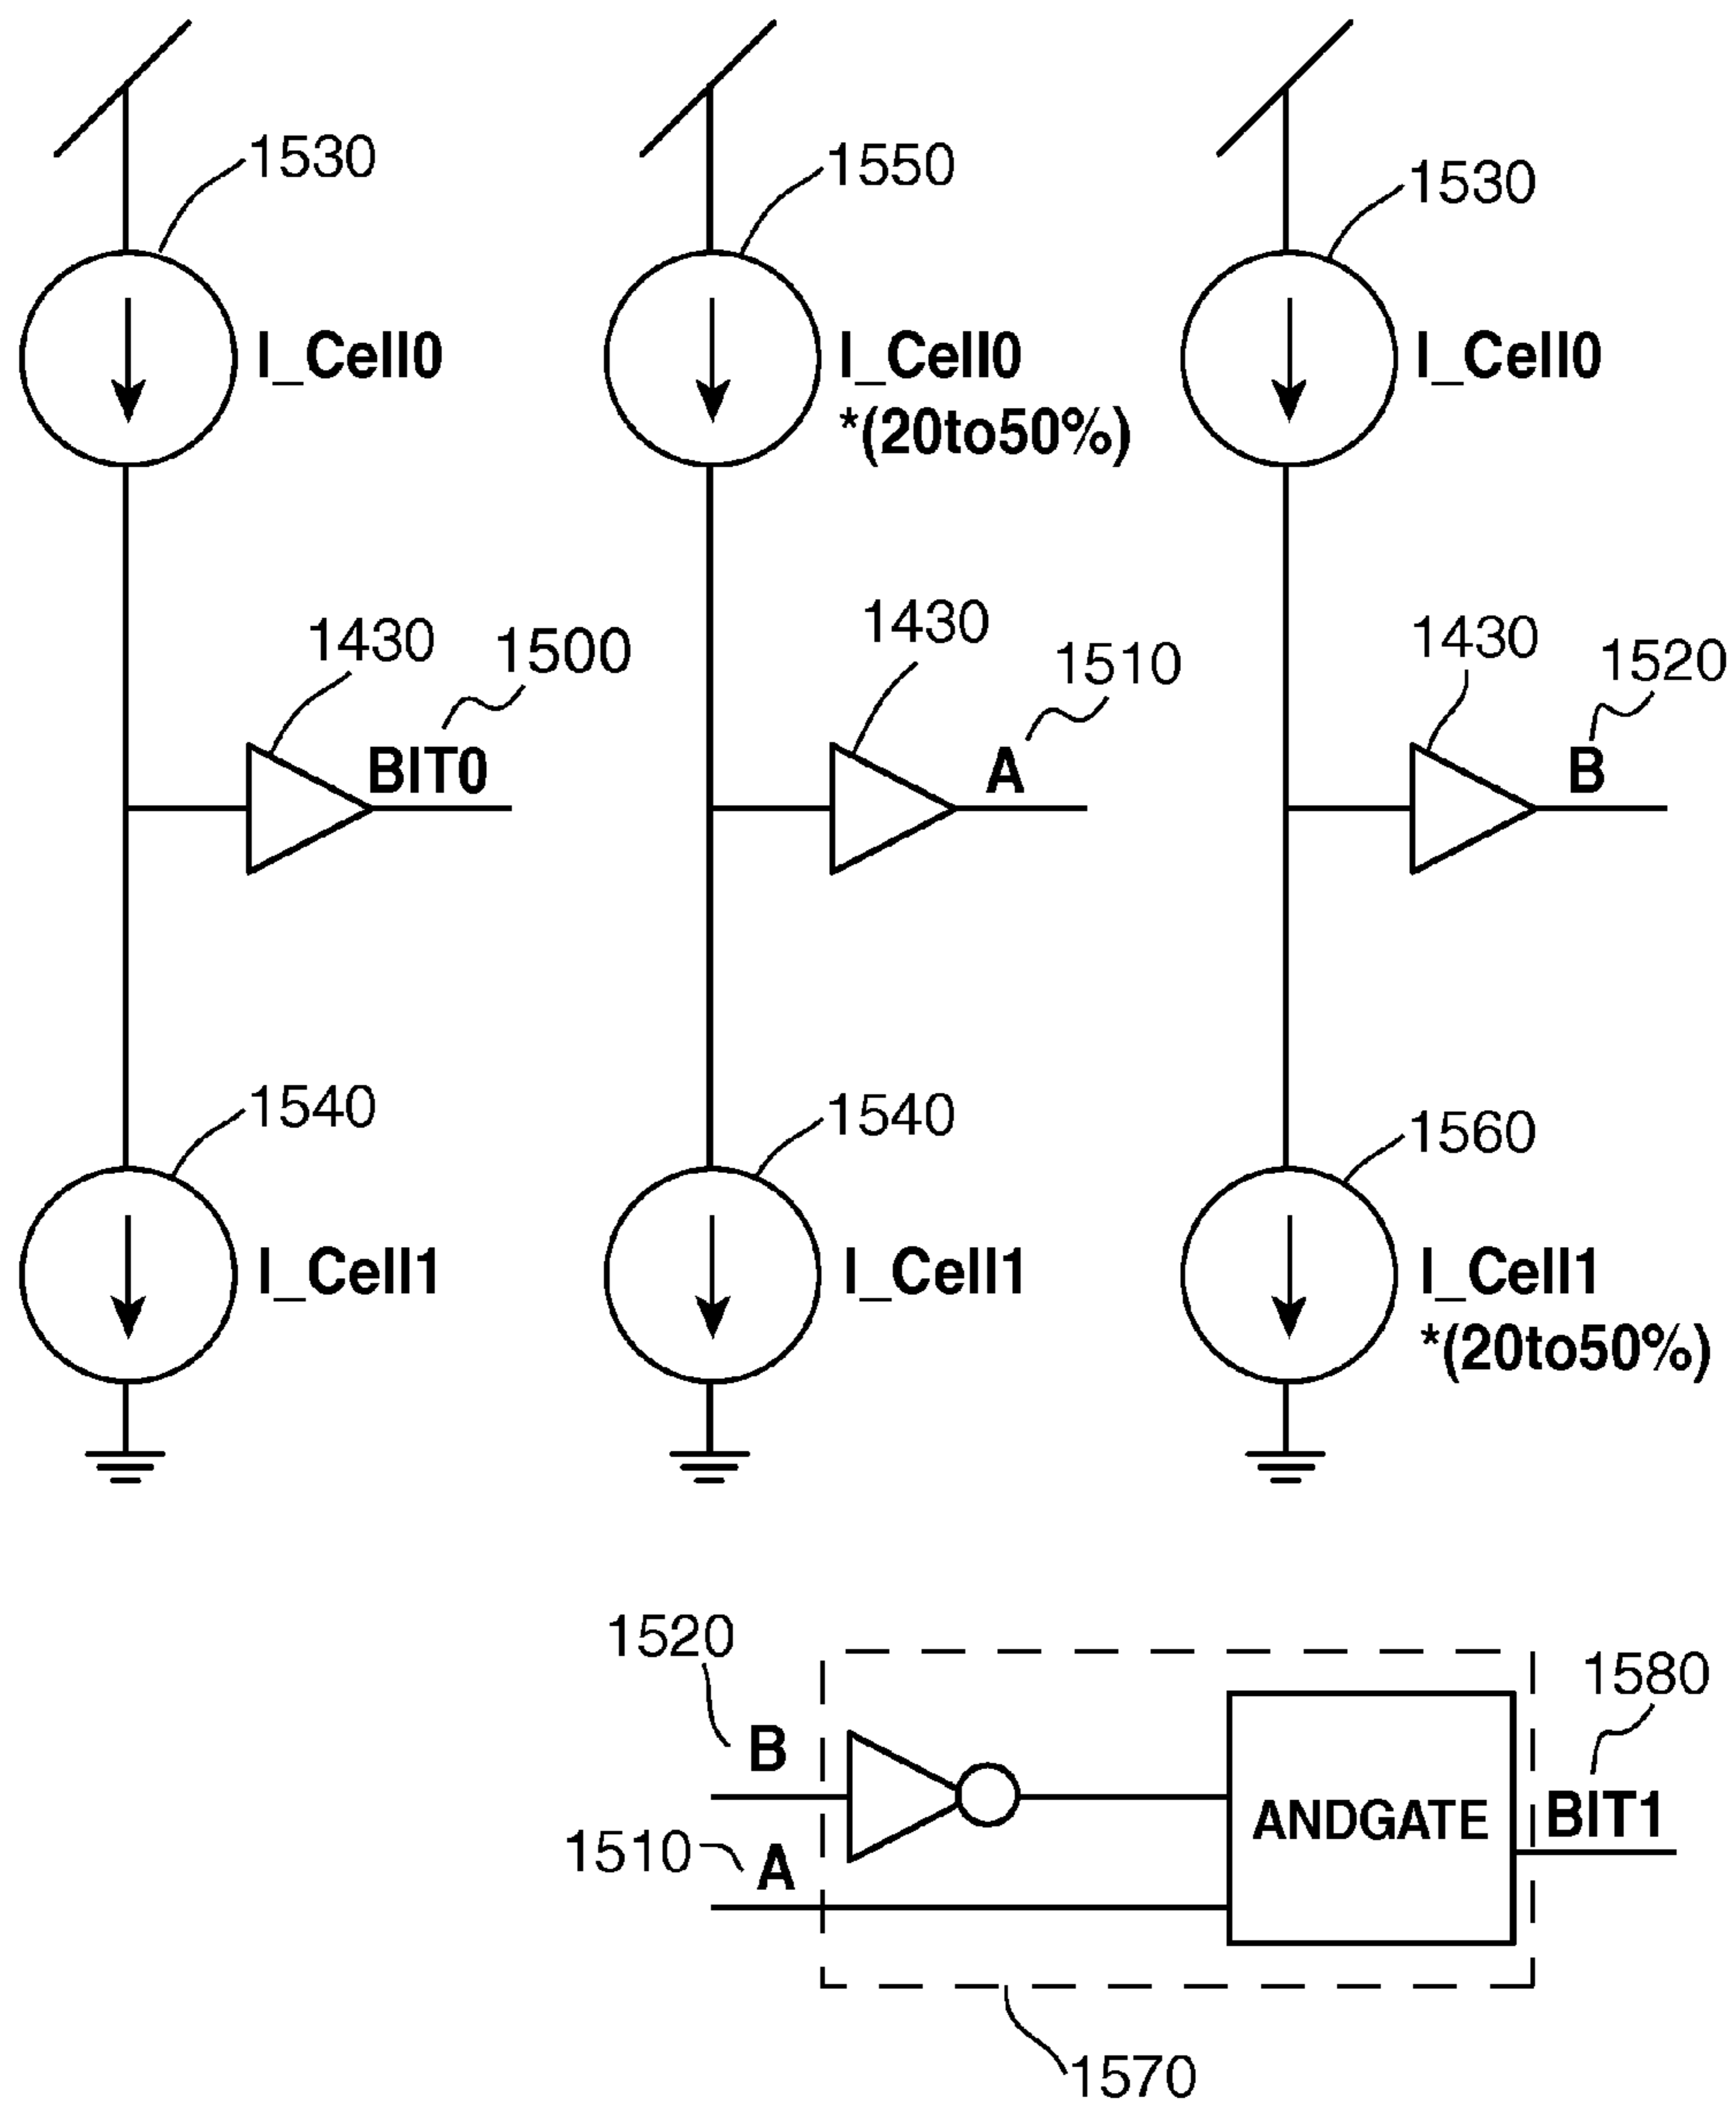 1530
1550
1530
I_Cell0
I_Cell0
*(20to50%)
I_Cell0
1430
1500
1430
1510
1430
1520
BIT0
A
B
1540
1540
1560
I_Cell1
I_Cell1
I_Cell1
*(20to50%)
1520
1580
B
ANDGATE
BIT1
1510
A
1570